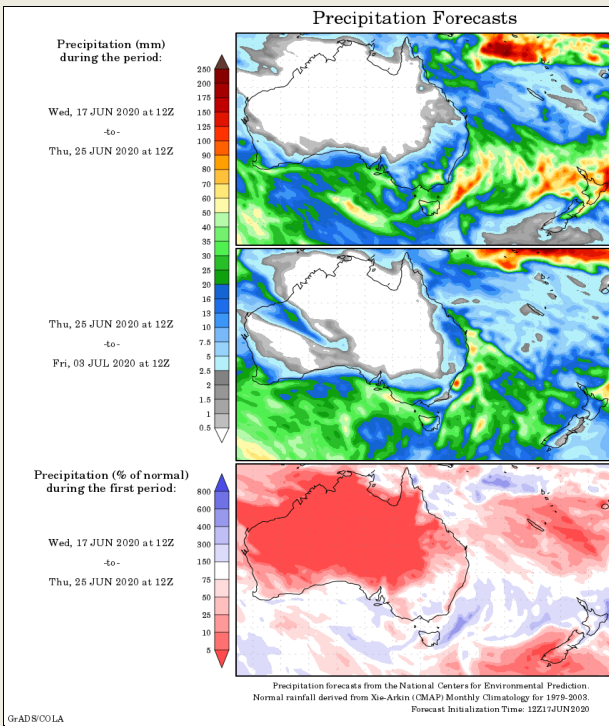 Precipitation Forecasts
Precipitation (mm)
during the period:
Wed, 17 JUN 2020 at 12Z
-to-
Thu, 25 JUN 2020 at 12Z
250
200
175
150
125
100
90
80
70
60
50
40
35
30
25
20
16
13
10
7.5
5
2.5
2
1.5
1
0.5
Thu, 25 JUN 2020 at 12Z
-to-
Fri, 03 JUL 2020 at 12Z
Precipitation (% of normal)
during the first period:
Wed, 17 JUN 2020 at 12Z
-to-
Thu, 25 JUN 2020 at 12Z
800
600
400
300
150
75
50
25
10
5
Precipitation forecasts from the National Centers for Environmental Prediction.
Normal rainfall derived from Xie-Arkin (CMAP) Monthly Climatology for 1979-2003.
Forecast Initialization Time: 12Z17JUN2020
GrADS/COLA